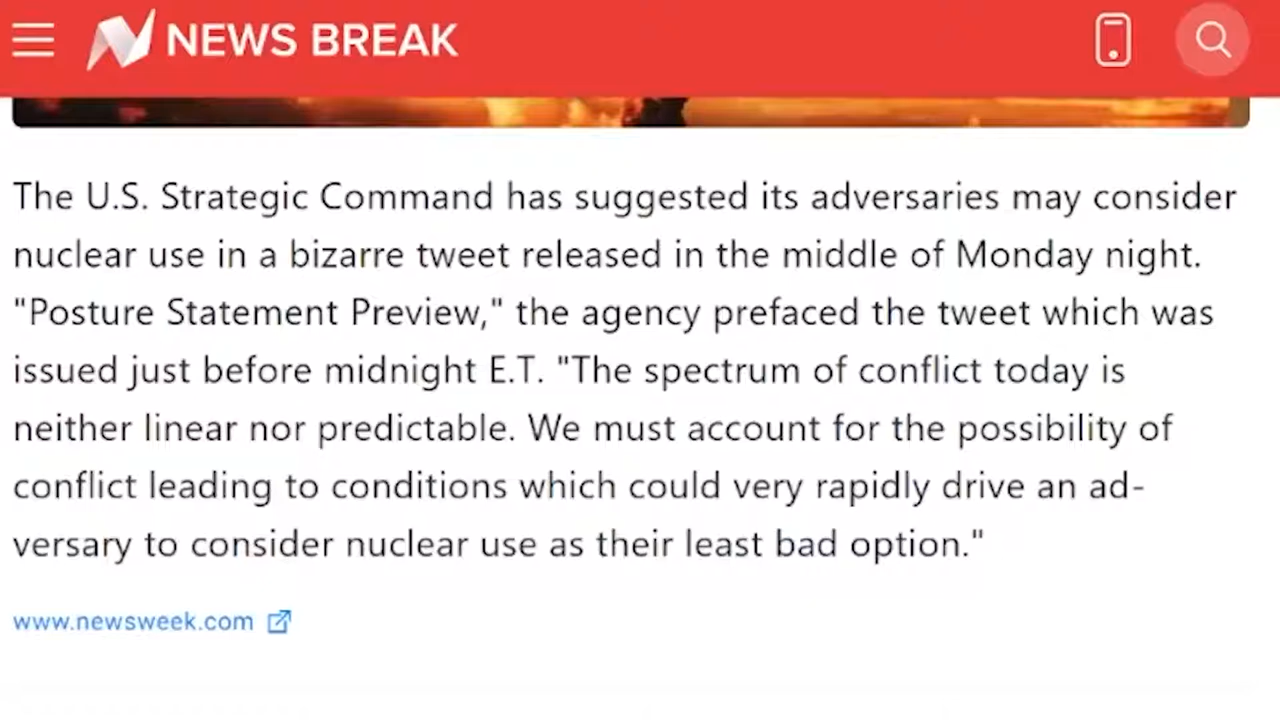 NEWS BREAK
The U.S. Strategic Command has suggested its adversaries may consider
nuclear use in a bizarre tweet released in the middle of Monday night.
"Posture Statement Preview," the agency prefaced the tweet which was
issued just before midnight E.T. "The spectrum of conflict today is
neither linear nor predictable. We must account for the possibility of
conflict leading to conditions which could very rapidly drive an ad-
versary to consider nuclear use as their least bad option."
www.newsweek.com